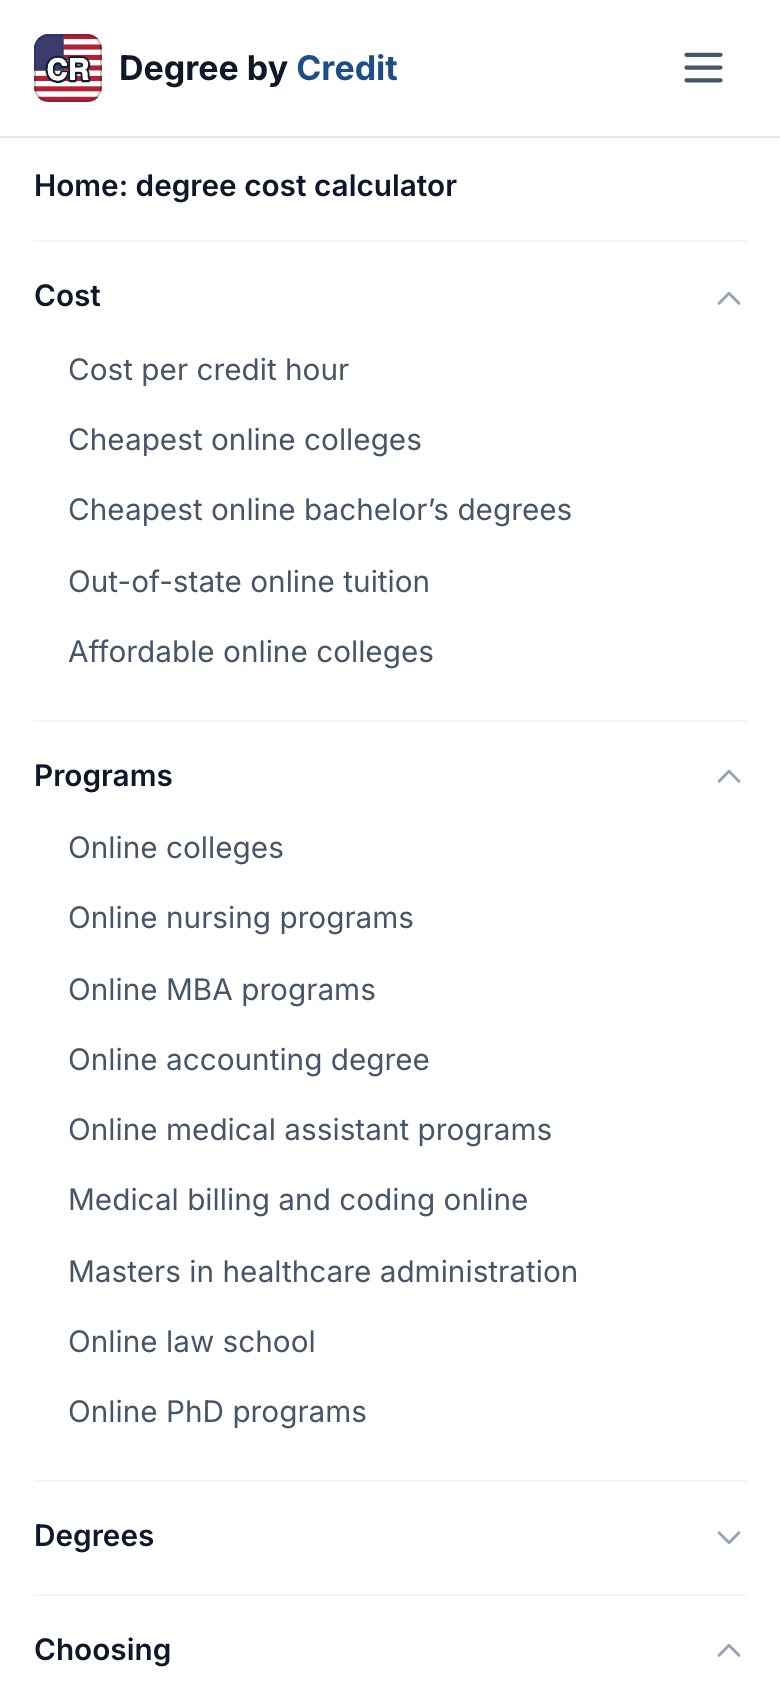 CR Degree by Credit
Home: degree cost calculator
Cost
Cost per credit hour
Cheapest online colleges
Cheapest online bachelor’s degrees
Out-of-state online tuition
Affordable online colleges
Programs
Online colleges
Online nursing programs
Online MBA programs
Online accounting degree
Online medical assistant programs
Medical billing and coding online
Masters in healthcare administration
Online law school
Online PhD programs
Degrees
Choosing